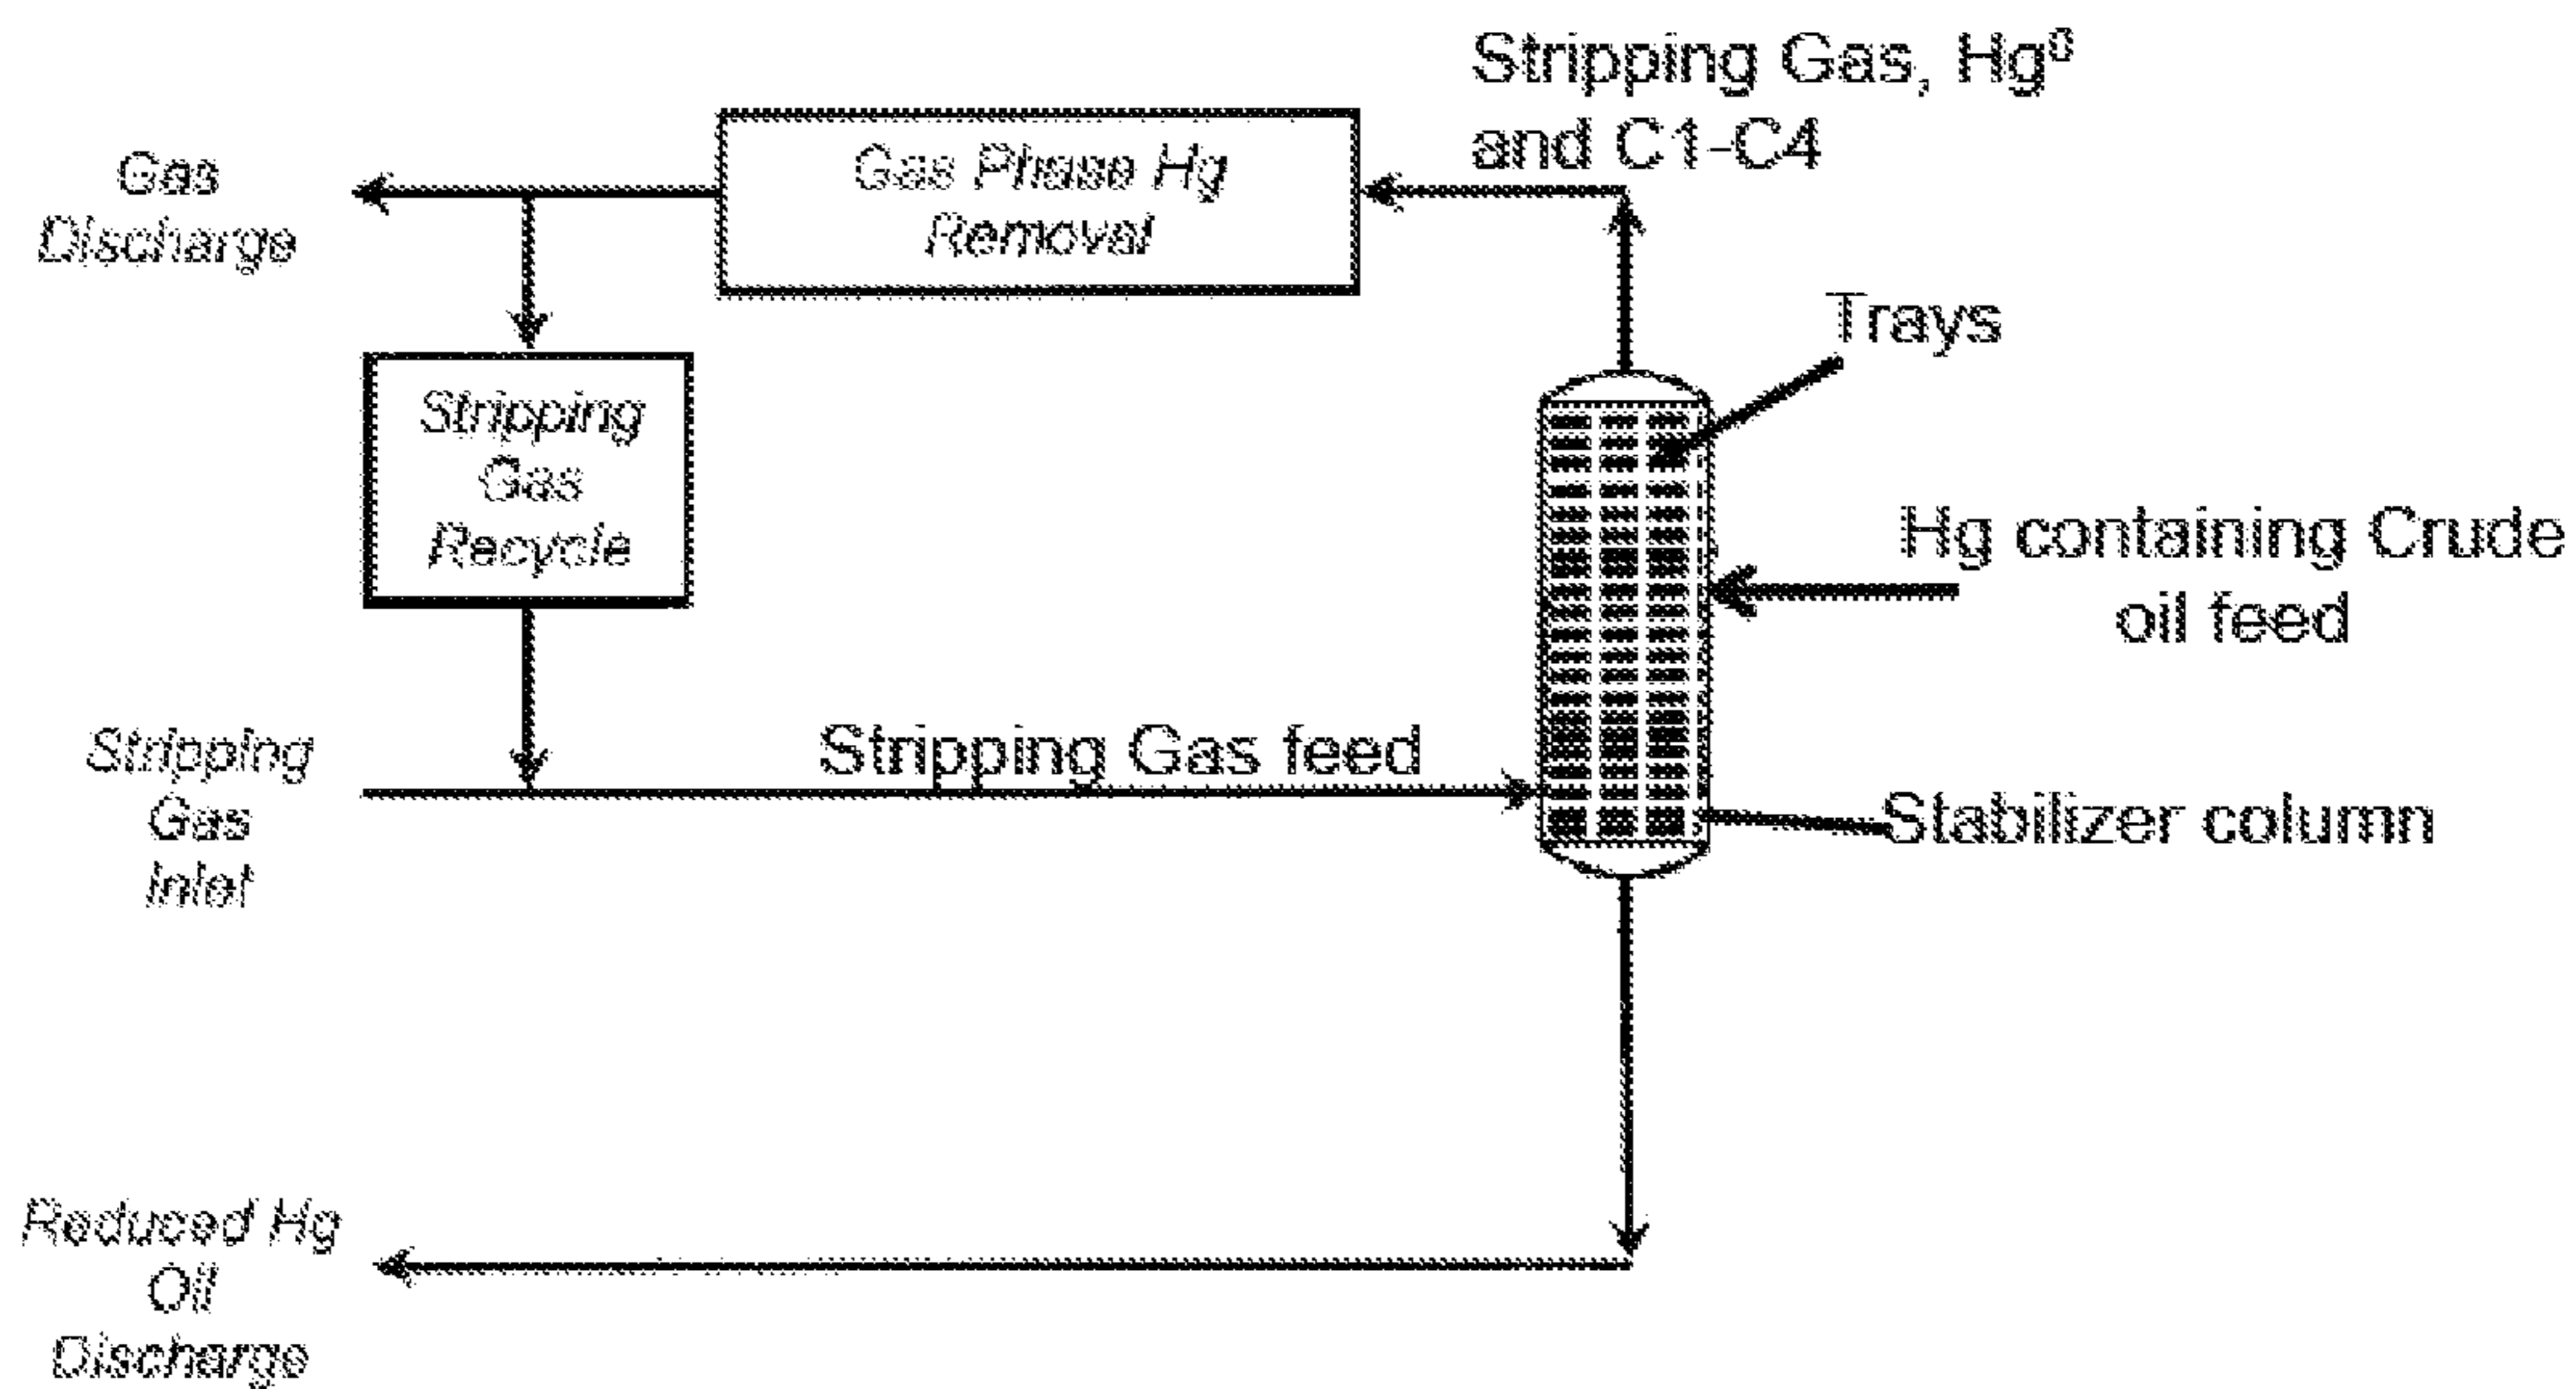 Stripping Gas, Hg⁰
and C1-C4
Gas
Discharge
Gas Phase Hg
Removal
Trays
Stripping
Gas
Recycle
Hg containing Crude
oil feed
Stripping
Gas
Inlet
Stripping Gas feed
Stabilizer column
Reduced Hg
Oil
Discharge